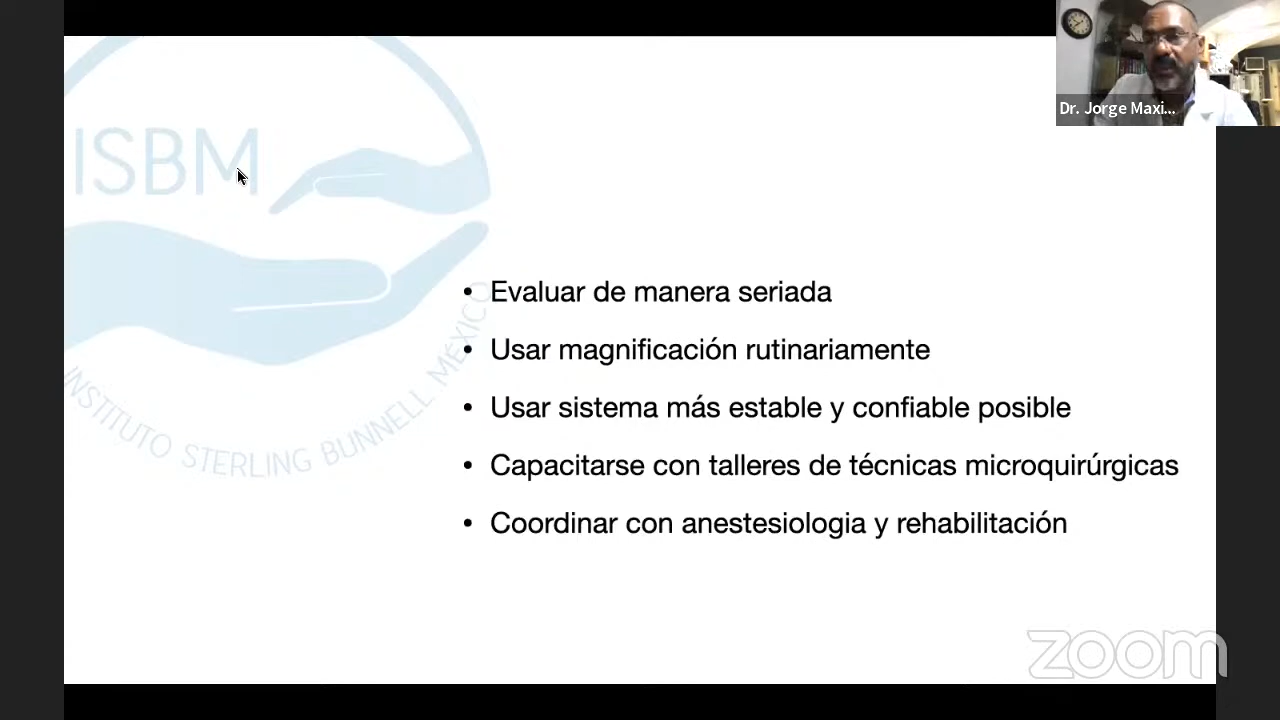 Dr. Jorge Maxi...
ISBM
INSTITUTO STERLING BUNNELL MÉXICO
• Evaluar de manera seriada
• Usar magnificación rutinariamente
• Usar sistema más estable y confiable posible
• Capacitarse con talleres de técnicas microquirúrgicas
• Coordinar con anestesiologia y rehabilitación
zoom